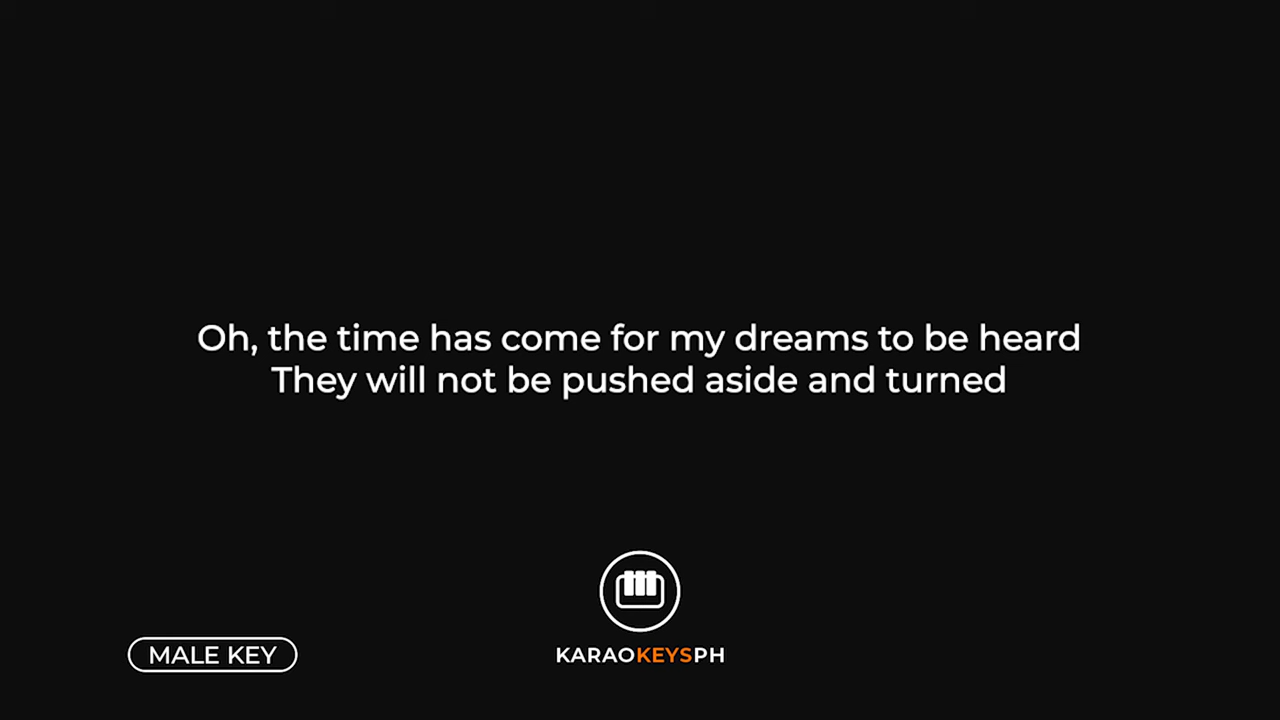 Oh, the time has come for my dreams to be heard
They will not be pushed aside and turned
MALE KEY
KARAOKEYSPH